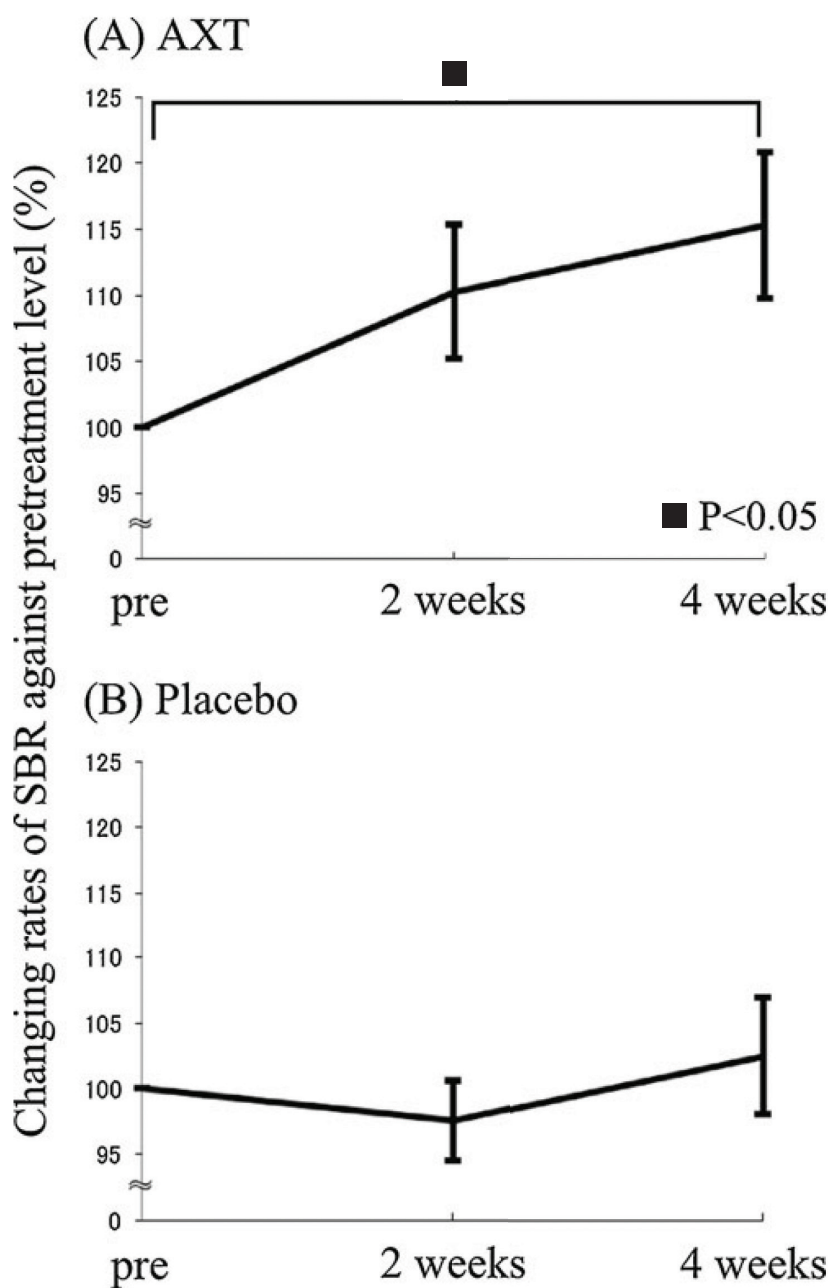 Changing rates of SBR against pretreatment level (%)
(A) AXT
125
120
115
110
105
100
95
0
■ P<0.05
pre 2 weeks 4 weeks
(B) Placebo
125
120
115
110
105
100
95
0
pre 2 weeks 4 weeks